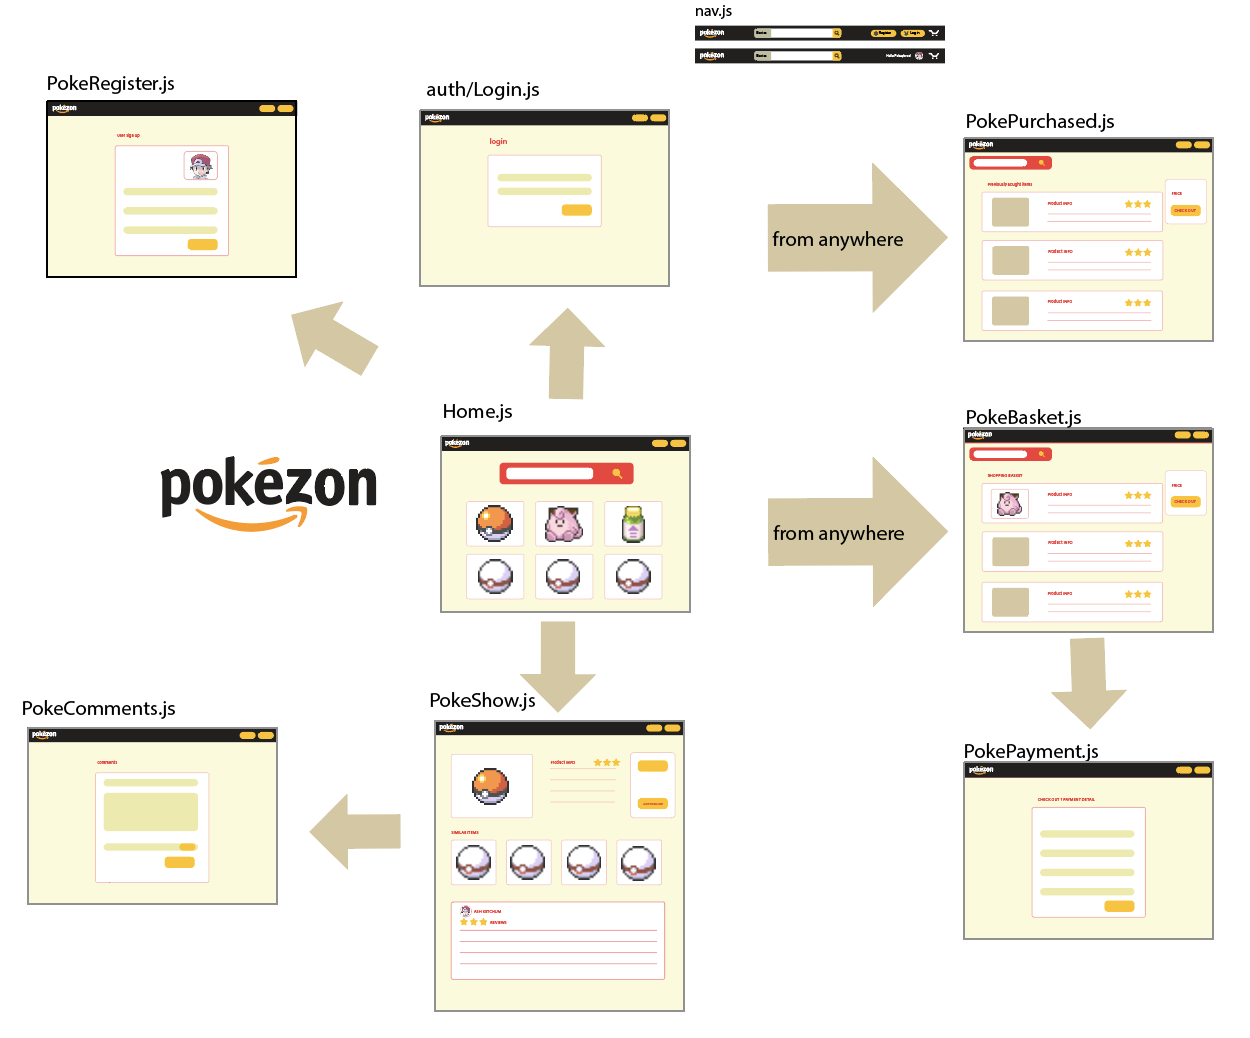 nav.js
pokézon
Register
Log in
pokézon
PokeRegister.js
pokézon
user sign up
auth/Login.js
pokézon
login
PokePurchased.js
pokézon
Previously bought items
Product INFO
PRICE
CHECK OUT
Product INFO
Product INFO
from anywhere
Home.js
pokézon
pokézon
from anywhere
PokeBasket.js
pokézon
SHOPPING BASKET
Product INFO
PRICE
CHECK OUT
Product INFO
Product INFO
PokeComments.js
pokézon
comments
PokeShow.js
pokézon
Product INFO
SIMILAR ITEMS
ASH KETCHUM
REVIEWS
PokePayment.js
pokézon
CHECK OUT / PAYMENT DETAIL